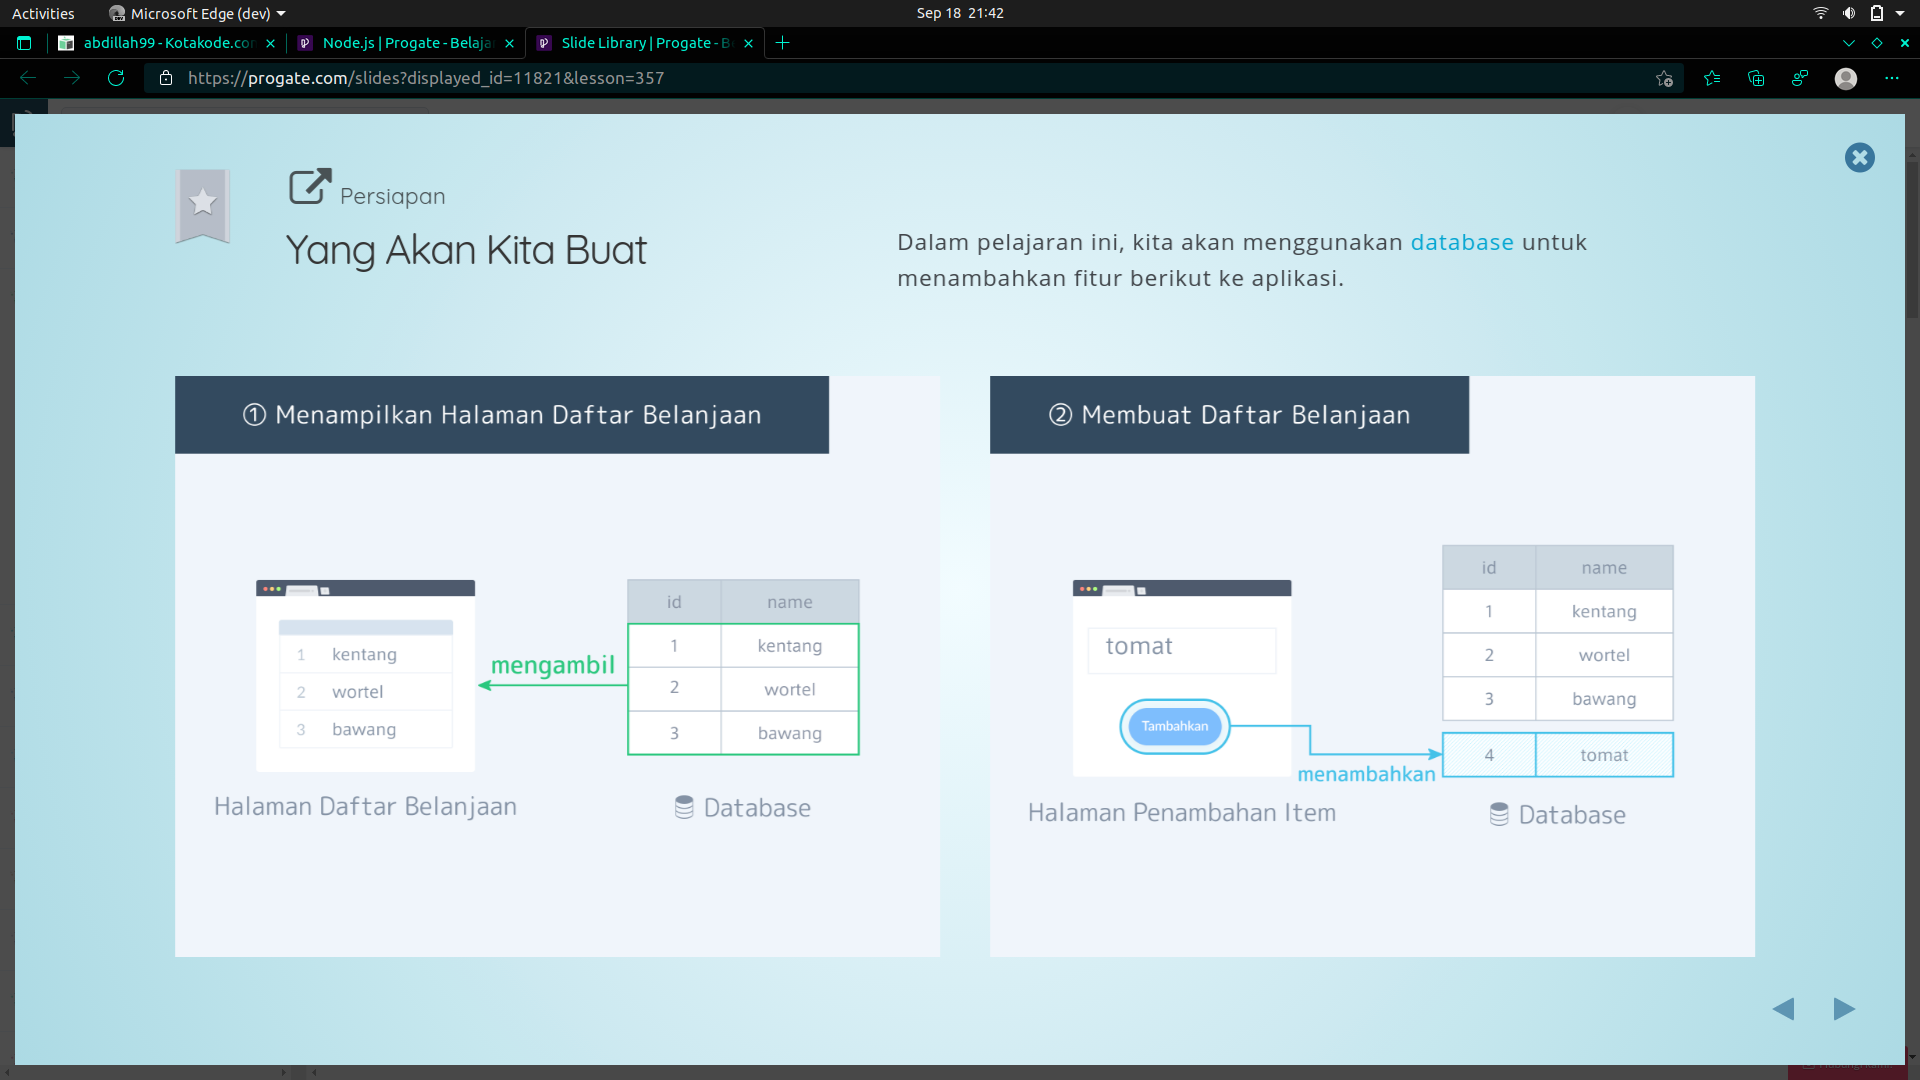 Activities
Microsoft Edge (dev)
Sep 18 21:42
abdillah99 - Kotakode.co
Node.js | Progate - Belaja
Slide Library | Progate - B
https://progate.com/slides?displayed_id=11821&lesson=357
Persiapan
Yang Akan Kita Buat
Dalam pelajaran ini, kita akan menggunakan database untuk
menambahkan fitur berikut ke aplikasi.
① Menampilkan Halaman Daftar Belanjaan
1 kentang
2 wortel
3 bawang
mengambil
id name
1 kentang
2 wortel
3 bawang
Halaman Daftar Belanjaan
Database
② Membuat Daftar Belanjaan
tomat
Tambahkan
menambahkan
id name
1 kentang
2 wortel
3 bawang
4 tomat
Halaman Penambahan Item
Database